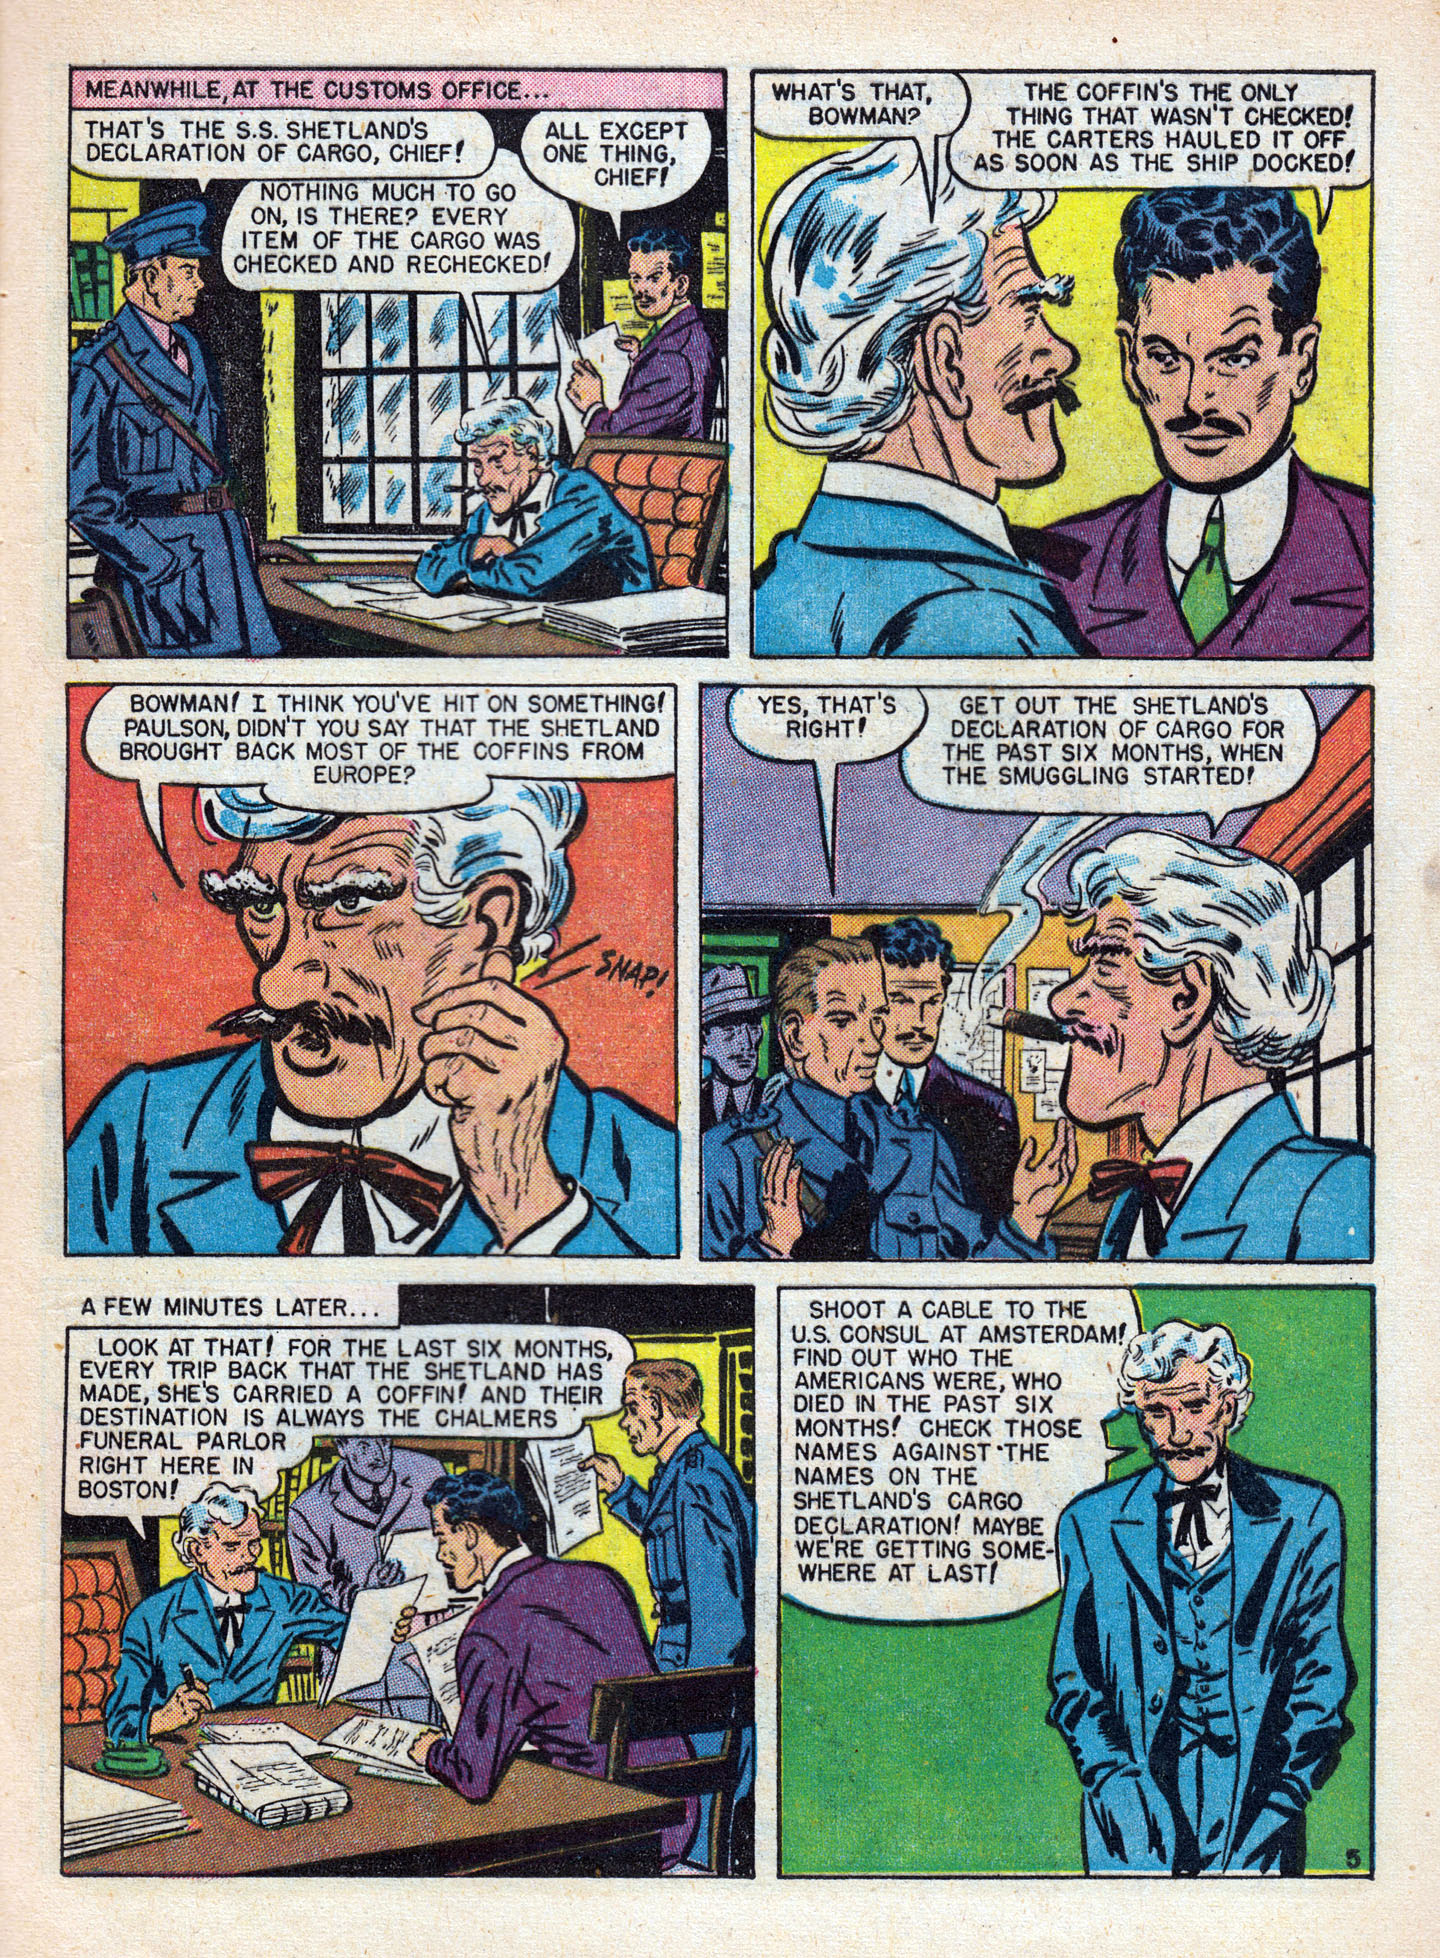 MEANWHILE, AT THE CUSTOMS OFFICE...
THAT'S THE S.S. SHETLAND'S
DECLARATION OF CARGO, CHIEF!
NOTHING MUCH TO GO
ON, IS THERE? EVERY
ITEM OF THE CARGO WAS
CHECKED AND RECHECKED!
ALL EXCEPT
ONE THING,
CHIEF!
WHAT'S THAT,
BOWMAN?
THE COFFIN'S THE ONLY
THING THAT WASN'T CHECKED!
THE CARTERS HAULED IT OFF
AS SOON AS THE SHIP DOCKED!
BOWMAN! I THINK YOU'VE HIT ON SOMETHING!
PAULSON, DIDN'T YOU SAY THAT THE SHETLAND
BROUGHT BACK MOST OF THE COFFINS FROM
EUROPE?
SNAP!
YES, THAT'S
RIGHT!
GET OUT THE SHETLAND'S
DECLARATION OF CARGO FOR
THE PAST SIX MONTHS, WHEN
THE SMUGGLING STARTED!
A FEW MINUTES LATER...
LOOK AT THAT! FOR THE LAST SIX MONTHS,
EVERY TRIP BACK THAT THE SHETLAND HAS
MADE, SHE'S CARRIED A COFFIN! AND THEIR
DESTINATION IS ALWAYS THE CHALMERS
FUNERAL PARLOR
RIGHT HERE IN
BOSTON!
SHOOT A CABLE TO THE
U.S. CONSUL AT AMSTERDAM!
FIND OUT WHO THE
AMERICANS WERE, WHO
DIED IN THE PAST SIX
MONTHS! CHECK THOSE
NAMES AGAINST THE
NAMES ON THE
SHETLAND'S CARGO
DECLARATION! MAYBE
WE'RE GETTING SOME-
WHERE AT LAST!
5